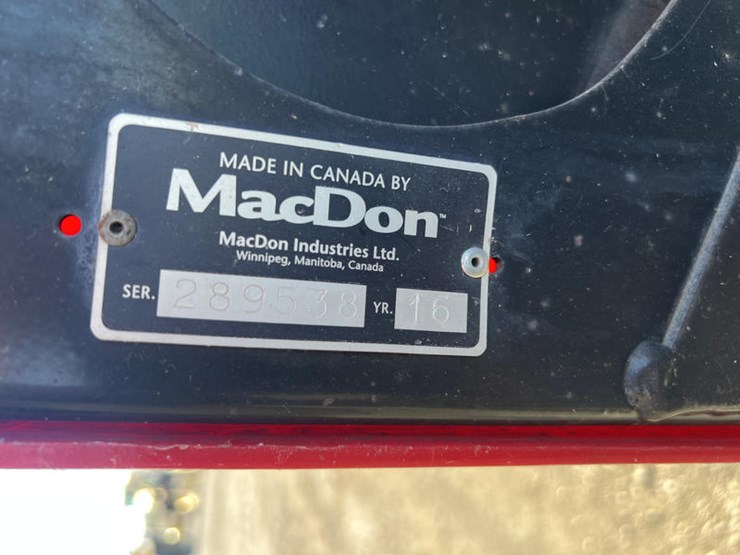 MADE IN CANADA BY
MacDon™
MacDon Industries Ltd.
Winnipeg, Manitoba, Canada
SER. 289538 YR. 16